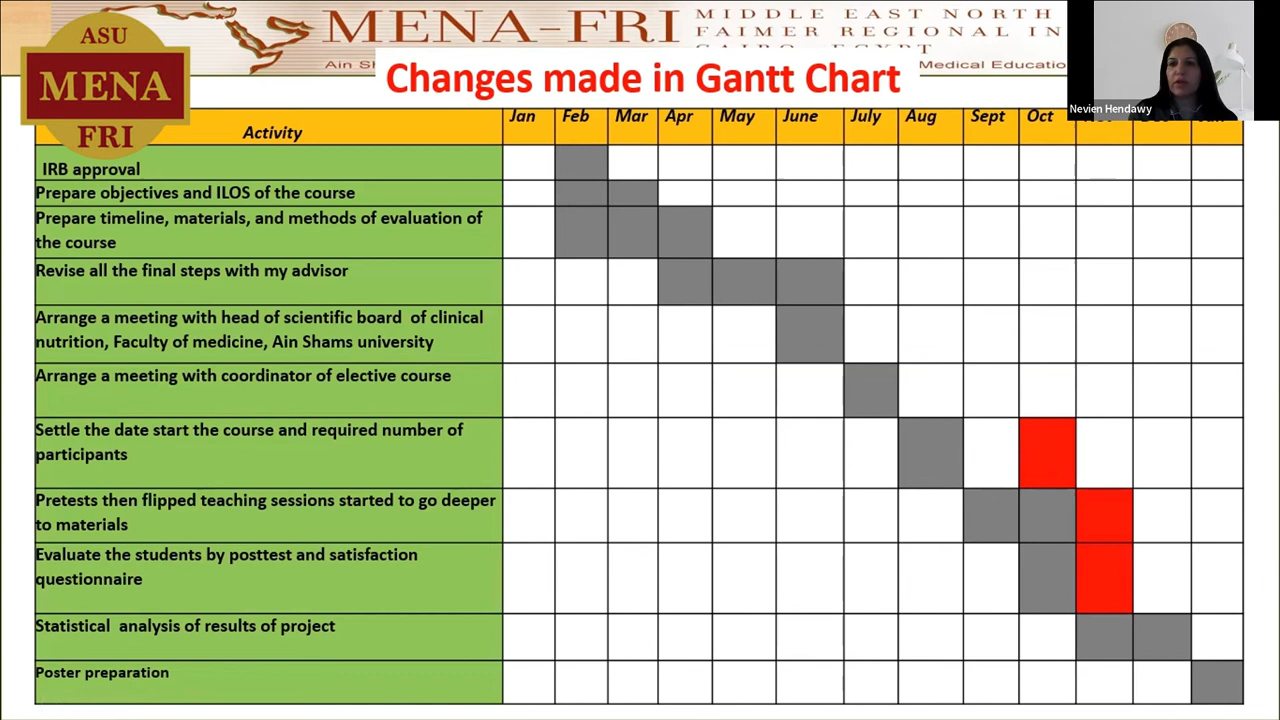 ASU
MENA
FRI
MENA-FRI
MIDDLE EAST NORTH
FAIMER REGIONAL IN
CAIRO, EGYPT
Ain Sh
Medical Educatio
Changes made in Gantt Chart
Nevien Hendawy
Activity Jan Feb Mar Apr May June July Aug Sept Oct
IRB approval
Prepare objectives and ILOS of the course
Prepare timeline, materials, and methods of evaluation of
the course
Revise all the final steps with my advisor
Arrange a meeting with head of scientific board of clinical
nutrition, Faculty of medicine, Ain Shams university
Arrange a meeting with coordinator of elective course
Settle the date start the course and required number of
participants
Pretests then flipped teaching sessions started to go deeper
to materials
Evaluate the students by posttest and satisfaction
questionnaire
Statistical analysis of results of project
Poster preparation